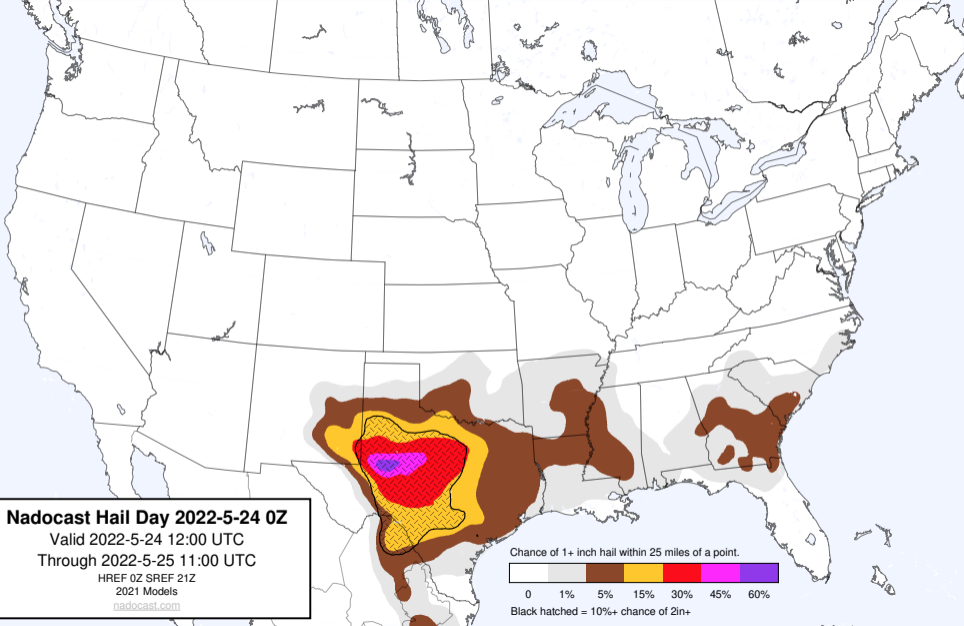 Nadocast Hail Day 2022-5-24 0Z
Valid 2022-5-24 12:00 UTC
Through 2022-5-25 11:00 UTC
HREF 0Z SREF 21Z
2021 Models
nadocast.com
Chance of 1+ inch hail within 25 miles of a point.
0 1% 5% 15% 30% 45% 60%
Black hatched = 10%+ chance of 2in+